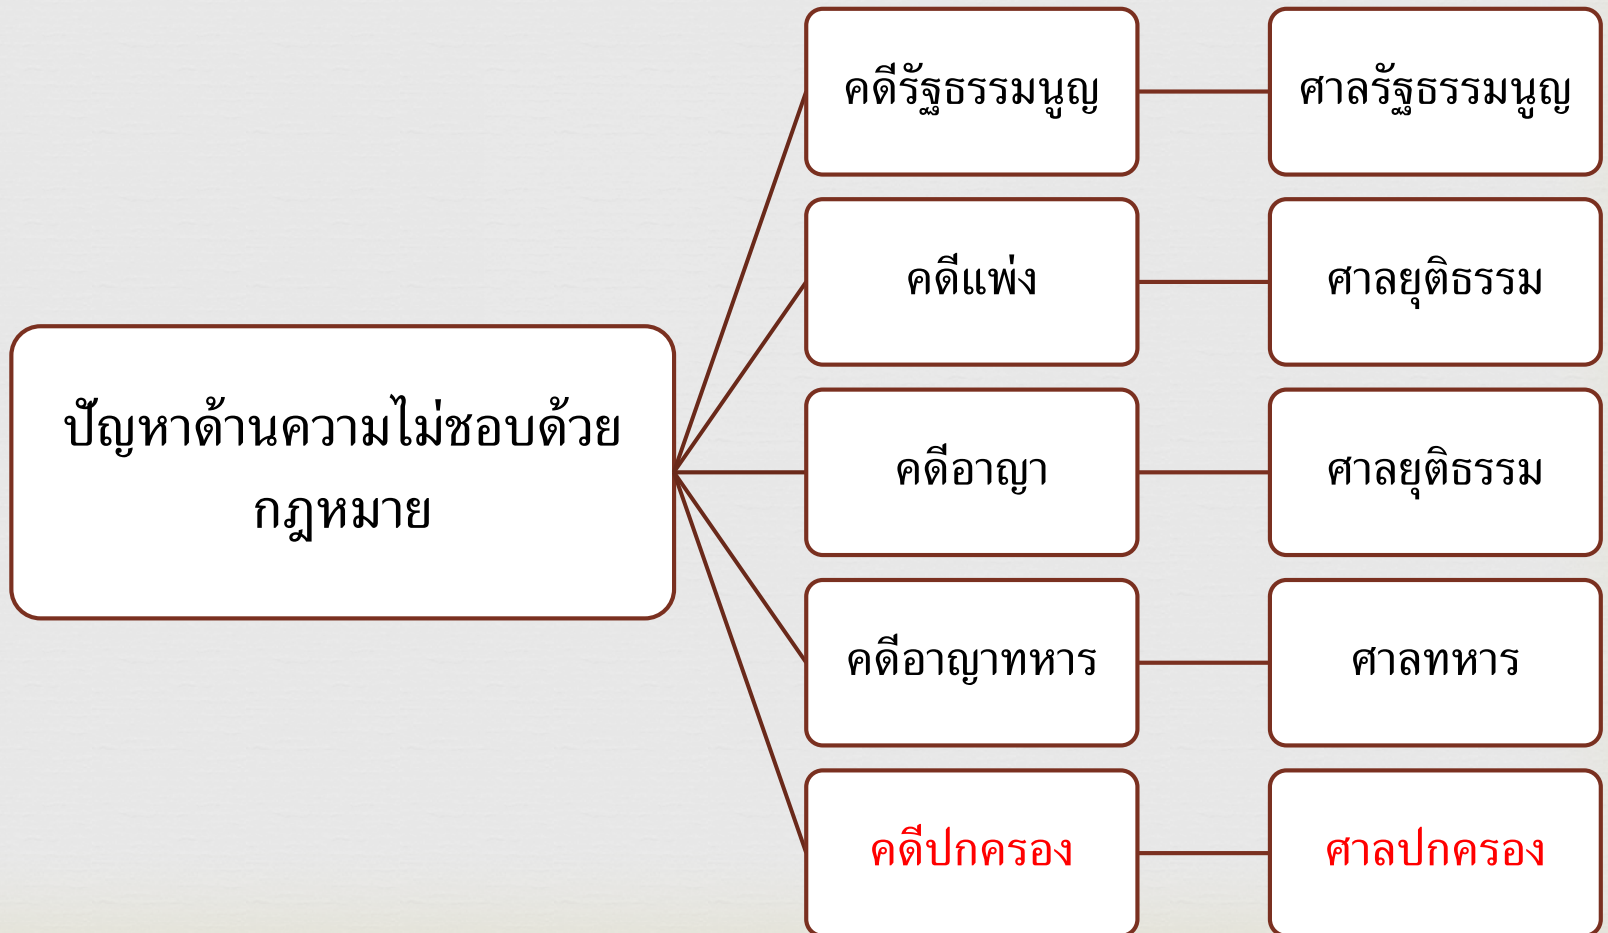 ปัญหาด้านความไม่ชอบด้วย
กฎหมาย
คดีรัฐธรรมนูญ
ศาลรัฐธรรมนูญ
คดีแพ่ง
ศาลยุติธรรม
คดีอาญา
ศาลยุติธรรม
คดีอาญาทหาร
ศาลทหาร
คดีปกครอง
ศาลปกครอง